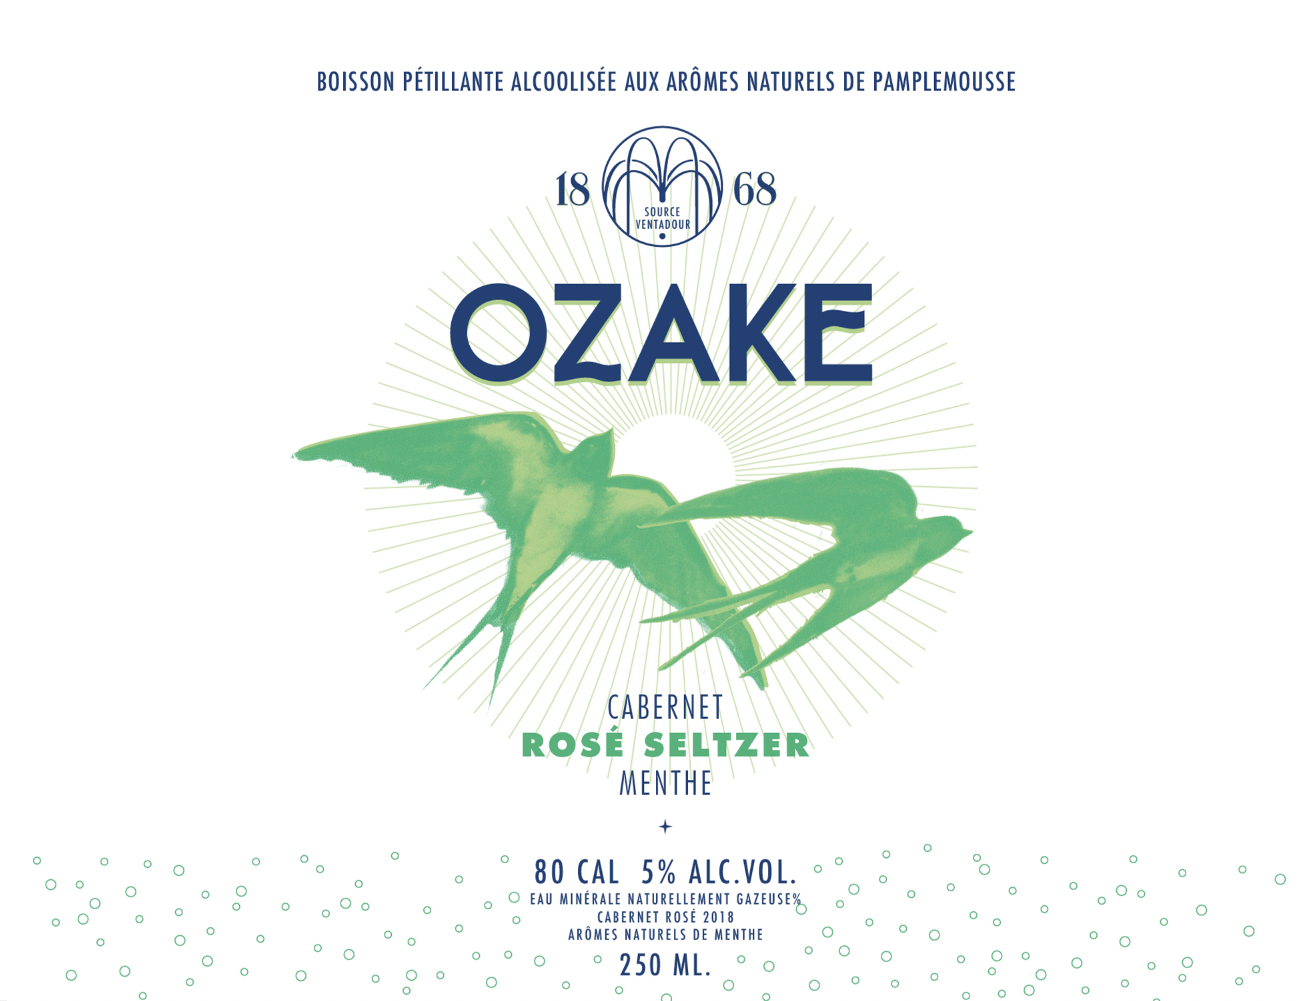 BOISSON PÉTILLANTE ALCOOLISÉE AUX ARÔMES NATURELS DE PAMPLEMOUSSE
18 68
SOURCE
VENTADOUR
OZAKE
CABERNET
ROSÉ SELTZER
MENTHE
80 CAL 5% ALC.VOL.
EAU MINÉRALE NATURELLEMENT GAZEUSE%
CABERNET ROSÉ 2018
ARÔMES NATURELS DE MENTHE
250 ML.